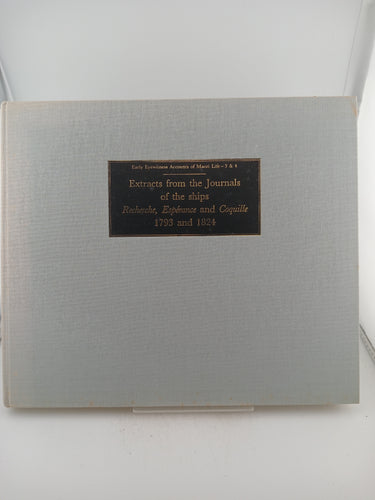 Early Eyewitness Accounts of Maori Life – 3 & 4
Extracts from the Journals
of the ships
Recherche, Espérance and Coquille
1793 and 1824